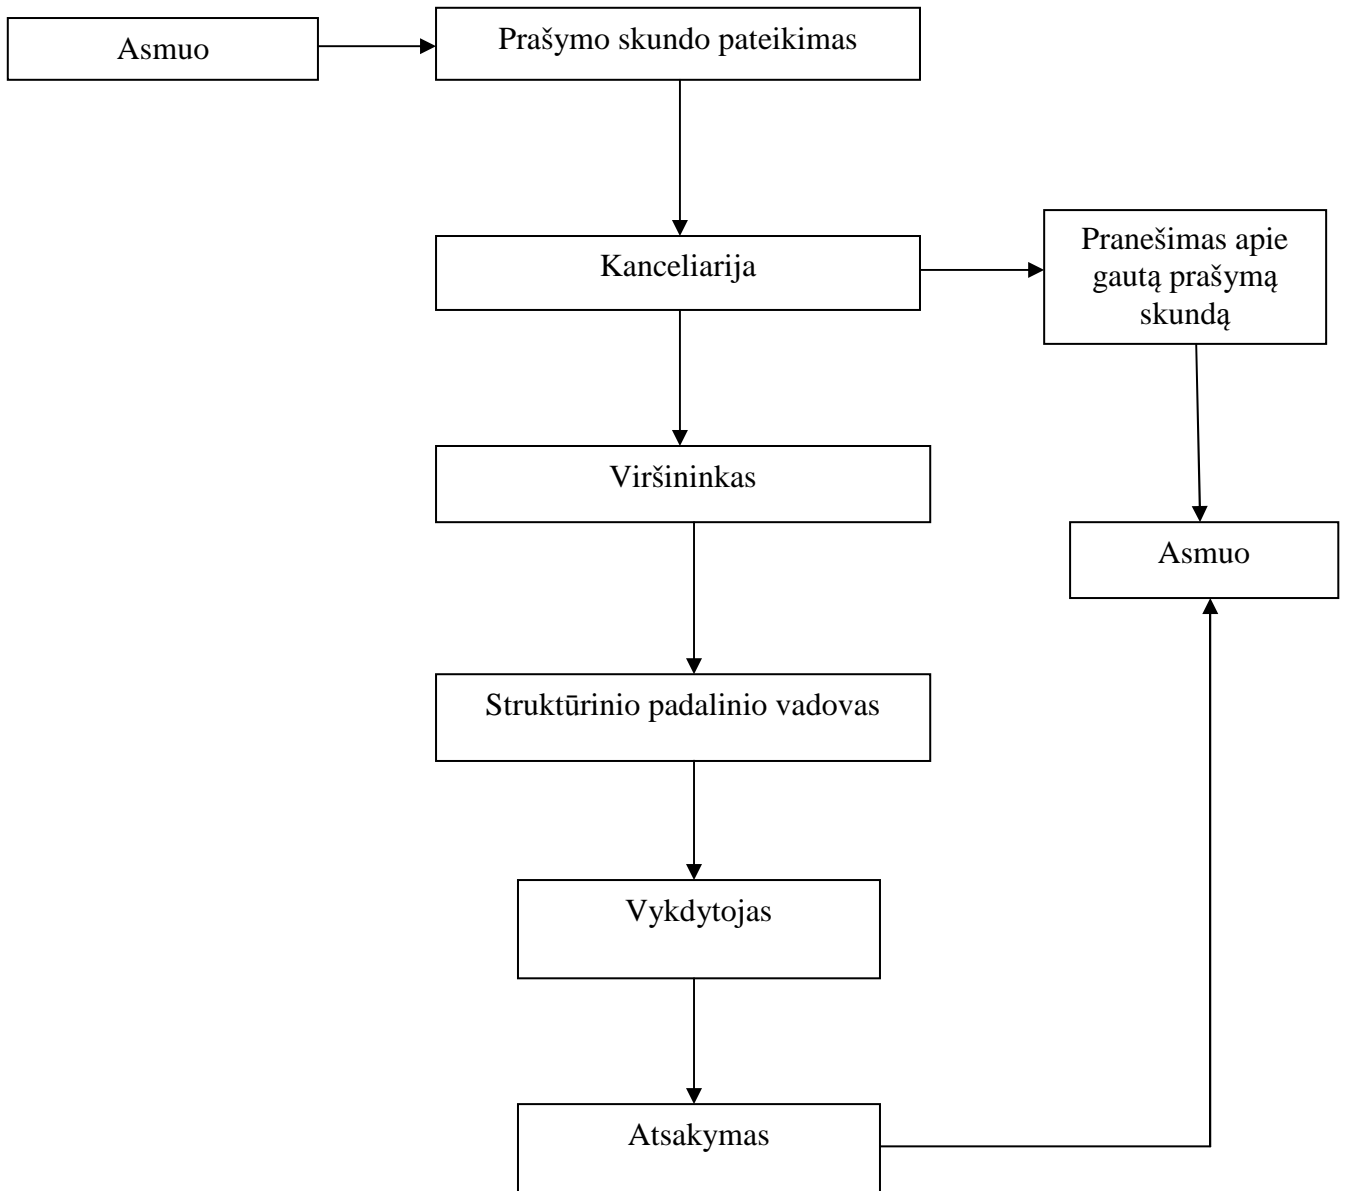 Asmuo
Prašymo skundo pateikimas
Kanceliarija
Pranešimas apie
gautą prašymą
skundą
Viršininkas
Asmuo
Struktūrinio padalinio vadovas
Vykdytojas
Atsakymas